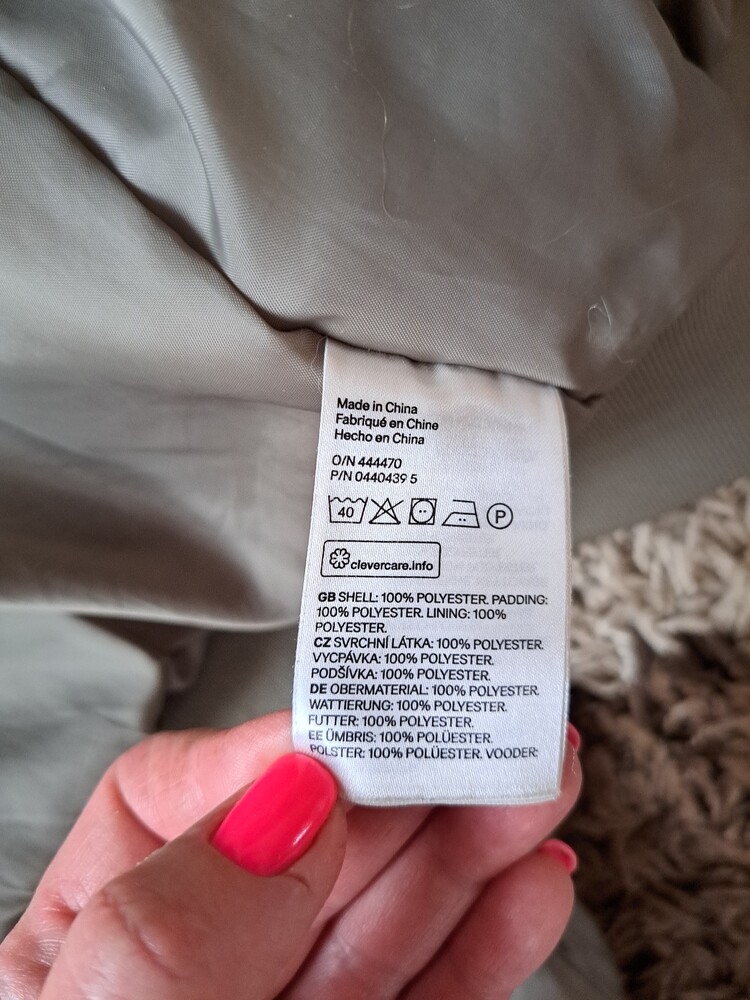 Made in China
Fabriqué en Chine
Hecho en China
O/N 444470
P/N 0440439 5
40
P
clevercare.info
GB SHELL: 100% POLYESTER. PADDING:
100% POLYESTER. LINING: 100%
POLYESTER.
CZ SVRCHNÍ LÁTKA: 100% POLYESTER.
VYCPÁVKA: 100% POLYESTER.
PODŠÍVKA: 100% POLYESTER.
DE OBERMATERIAL: 100% POLYESTER.
WATTIERUNG: 100% POLYESTER.
FUTTER: 100% POLYESTER.
EE ÜMBRIS: 100% POLÜESTER.
POLSTER: 100% POLÜESTER. VOODER: